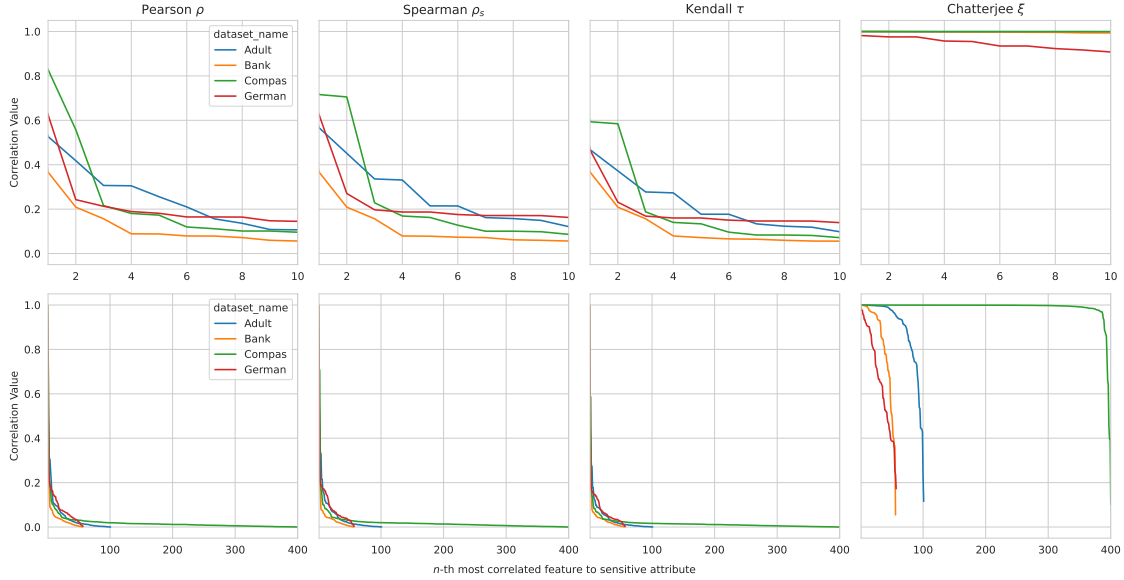 Pearson ρ
Spearman ρs
Kendall τ
Chatterjee ξ
Correlation Value
1.0
0.8
0.6
0.4
0.2
0.0
dataset_name
Adult
Bank
Compas
German
2 4 6 8 10
2 4 6 8 10
2 4 6 8 10
2 4 6 8 10
Correlation Value
1.0
0.8
0.6
0.4
0.2
0.0
dataset_name
Adult
Bank
Compas
German
100 200 300 400
100 200 300 400
100 200 300 400
100 200 300 400
n-th most correlated feature to sensitive attribute